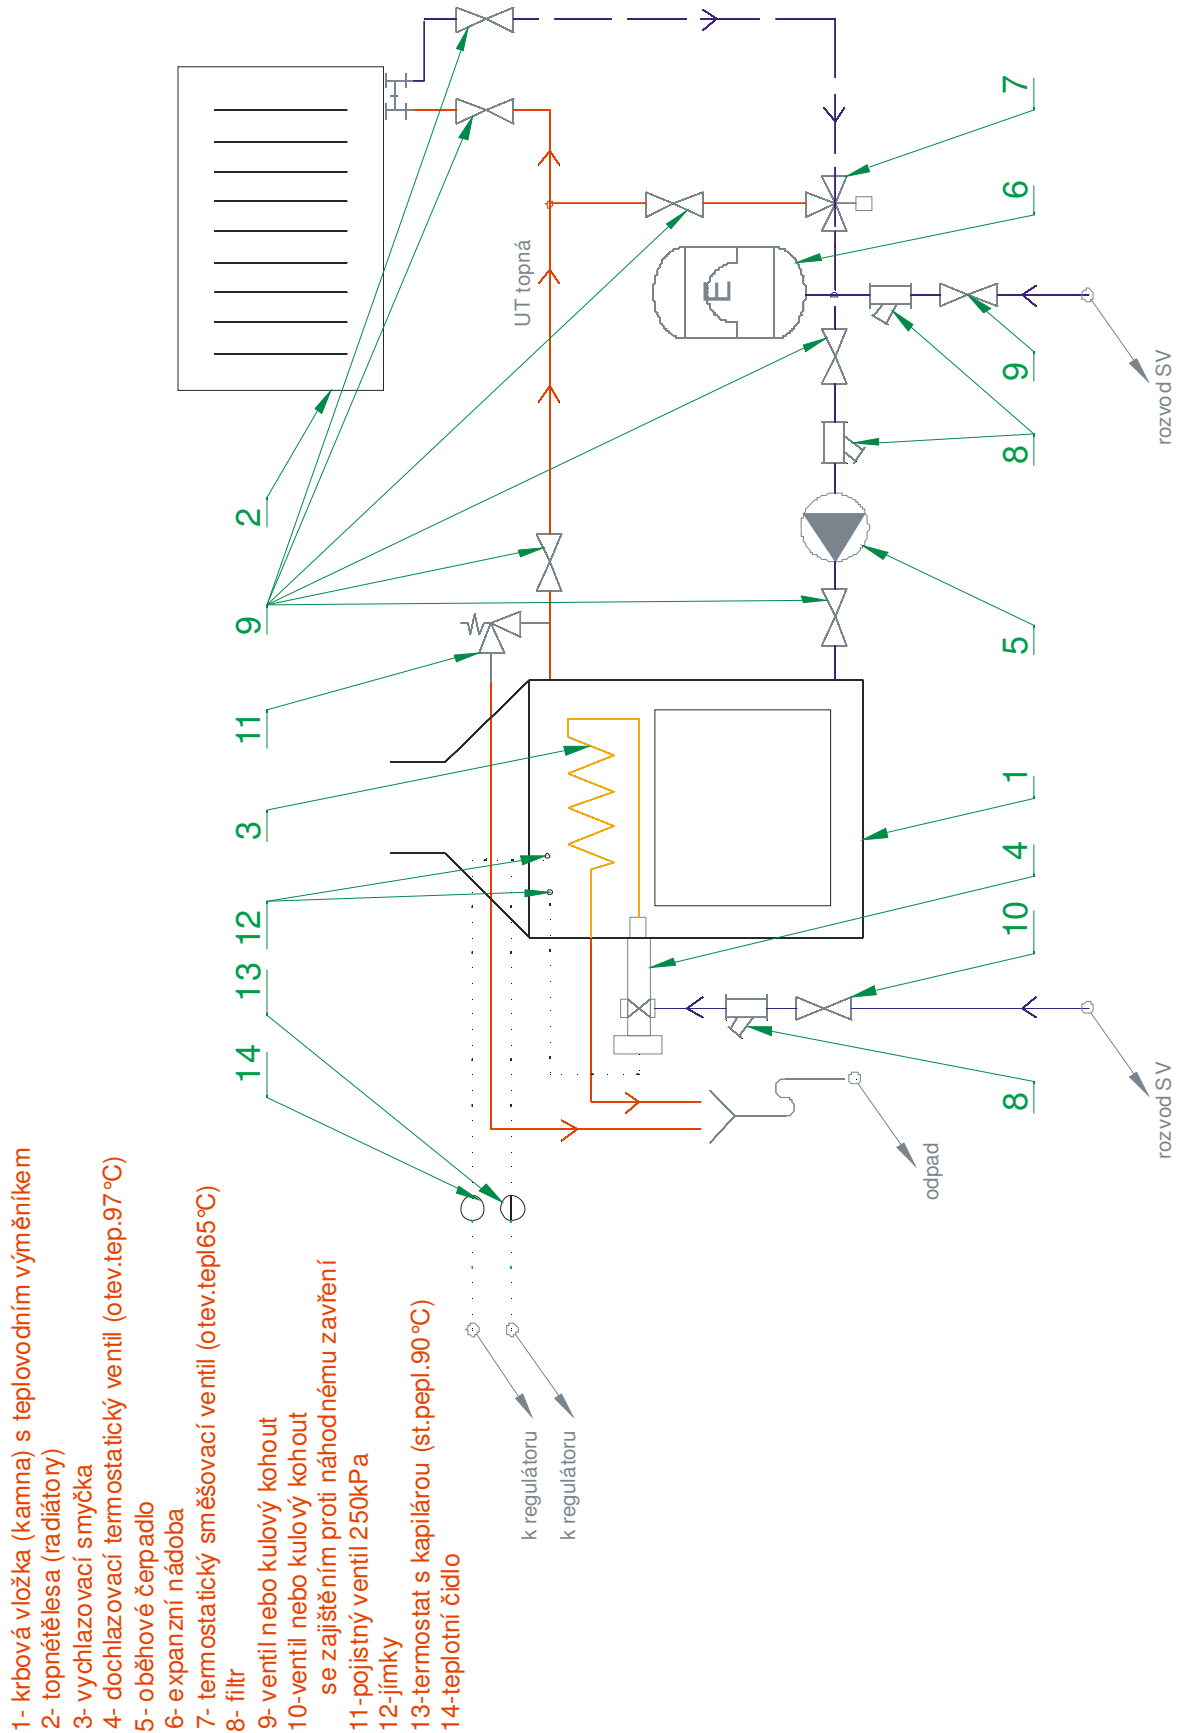 1- krbová vložka (kamna) s teplovodním výměníkem
2- topnétělesa (radiátory)
3- vychlazovací smyčka
4- dochlazovací termostatický ventil (otev.tep.97°C)
5- oběhové čerpadlo
6- expanzní nádoba
7- termostatický směšovací ventil (otev.tepl65°C)
8- filtr
9- ventil nebo kulový kohout
10-ventil nebo kulový kohout
se zajištěním proti náhodnému zavření
11-pojistný ventil 250kPa
12-jímky
13-termostat s kapilárou (st.pepl.90°C)
14-teplotní čidlo
14
13
12
3
11
9
2
k regulátoru
k regulátoru
UT topná
E
odpad
8
10
4
1
5
8
9
6
7
rozvod SV
rozvod SV